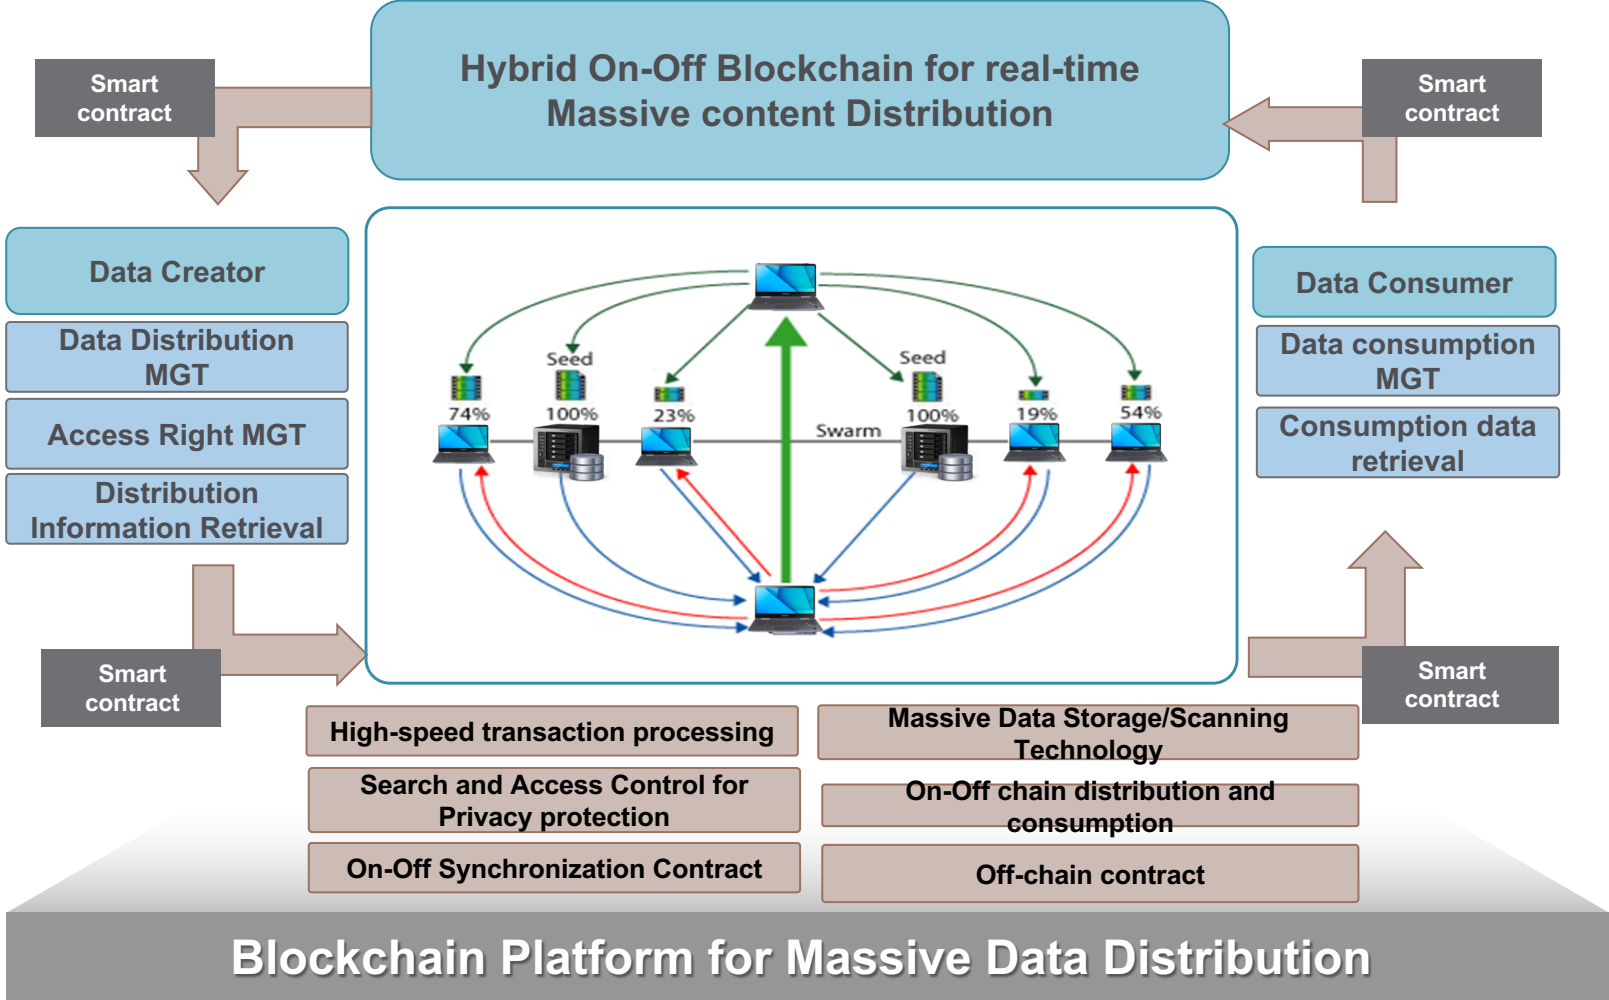 Hybrid On-Off Blockchain for real-time
Massive content Distribution
Smart
contract
Smart
contract
Data Creator
Data Distribution
MGT
Access Right MGT
Distribution
Information Retrieval
Seed
Seed
74%
100%
23%
100%
19%
54%
Swarm
Data Consumer
Data consumption
MGT
Consumption data
retrieval
Smart
contract
Smart
contract
High-speed transaction processing
Massive Data Storage/Scanning
Technology
Search and Access Control for
Privacy protection
On-Off chain distribution and
consumption
On-Off Synchronization Contract
Off-chain contract
Blockchain Platform for Massive Data Distribution